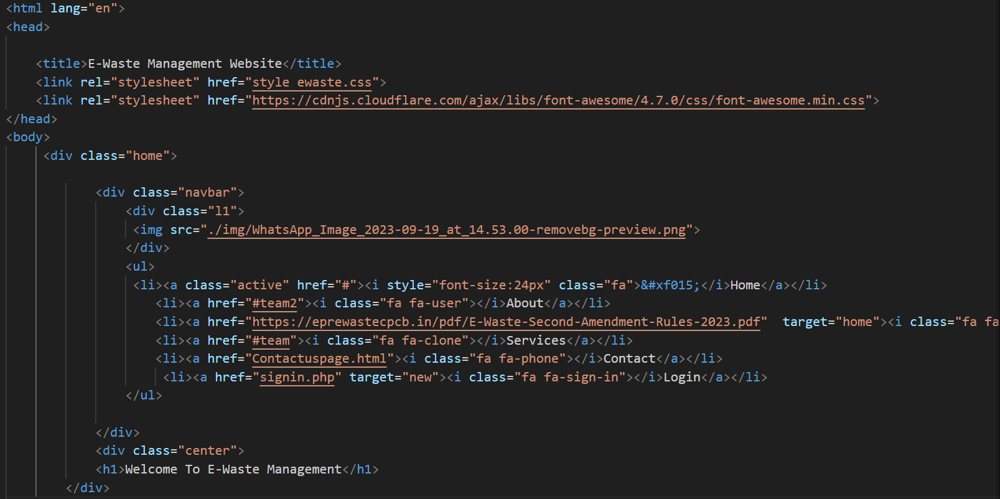 <html lang="en">
<head>
<title>E-Waste Management Website</title>
<link rel="stylesheet" href="style ewaste.css">
<link rel="stylesheet" href="https://cdnjs.cloudflare.com/ajax/libs/font-awesome/4.7.0/css/font-awesome.min.css">
</head>
<body>
<div class="home">
<div class="navbar">
<div class="l1">
<img src="./img/WhatsApp_Image_2023-09-19_at_14.53.00-removebg-preview.png">
</div>
<ul>
<li><a class="active" href="#"><i style="font-size:24px" class="fa">&#xf015;</i>Home</a></li>
<li><a href="#team2"><i class="fa fa-user"></i>About</a></li>
<li><a href="https://eprewastecpcb.in/pdf/E-Waste-Second-Amendment-Rules-2023.pdf"  target="home"><i class="fa fa
<li><a href="#team"><i class="fa fa-clone"></i>Services</a></li>
<li><a href="Contactuspage.html"><i class="fa fa-phone"></i>Contact</a></li>
<li><a href="signin.php" target="new"><i class="fa fa-sign-in"></i>Login</a></li>
</ul>
</div>
<div class="center">
<h1>Welcome To E-Waste Management</h1>
</div>